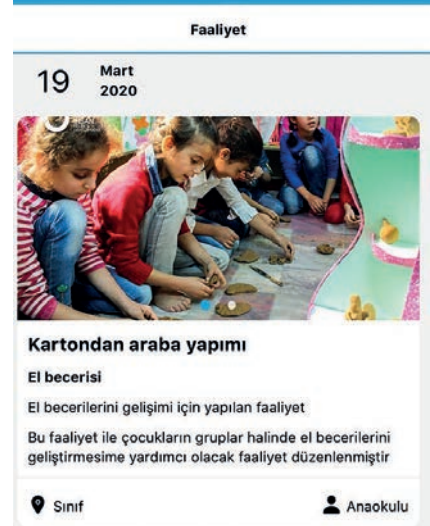 Faaliyet
19
Mart
2020
Kartondan araba yapımı
El becerisi
El becerilerini gelişimi için yapılan faaliyet
Bu faaliyet ile çocukların gruplar halinde el becerilerini
geliştirmesime yardımcı olacak faaliyet düzenlenmiştir
Sınıf
Anaokulu